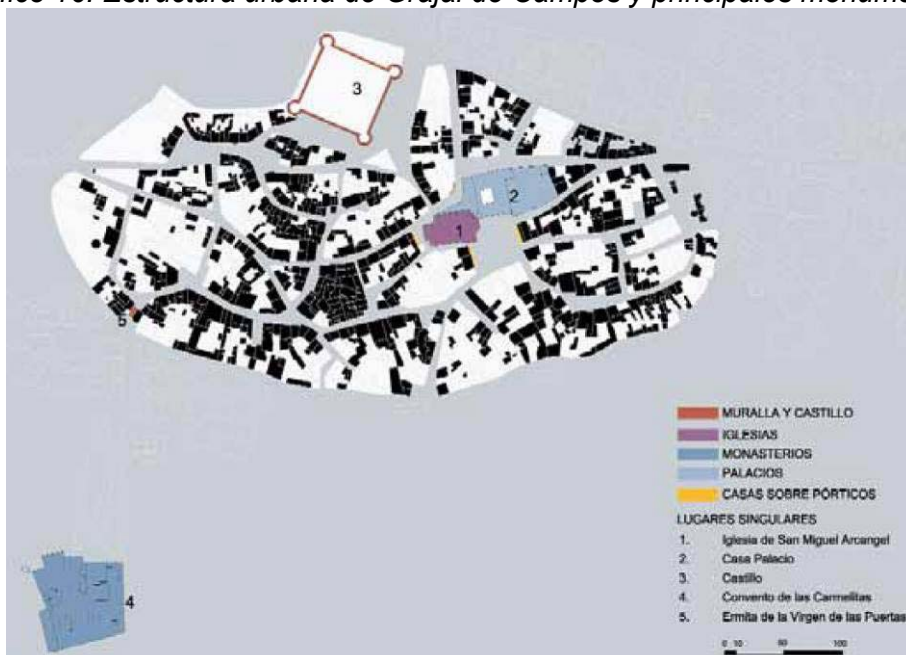 Estructura urbana de Grajal de Campos y principales
3
2
1
5
4
MURALLA Y CASTILLO
IGLESIAS
MONASTERIOS
PALACIOS
CASAS SOBRE PÓRTICOS
LUGARES SINGULARES
1. Iglesia de San Miguel Arcangel
2. Casa Palacio
3. Castillo
4. Convento de las Carmelitas
5. Ermita de la Virgen de las Puertas
0 10 50 100